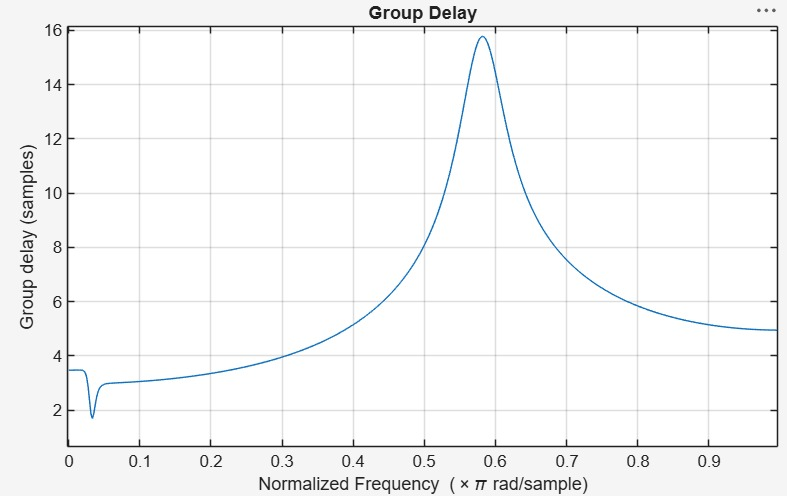 Group Delay
16
14
12
10
8
6
4
2
Group delay (samples)
0 0.1 0.2 0.3 0.4 0.5 0.6 0.7 0.8 0.9
Normalized Frequency ( × π rad/sample)